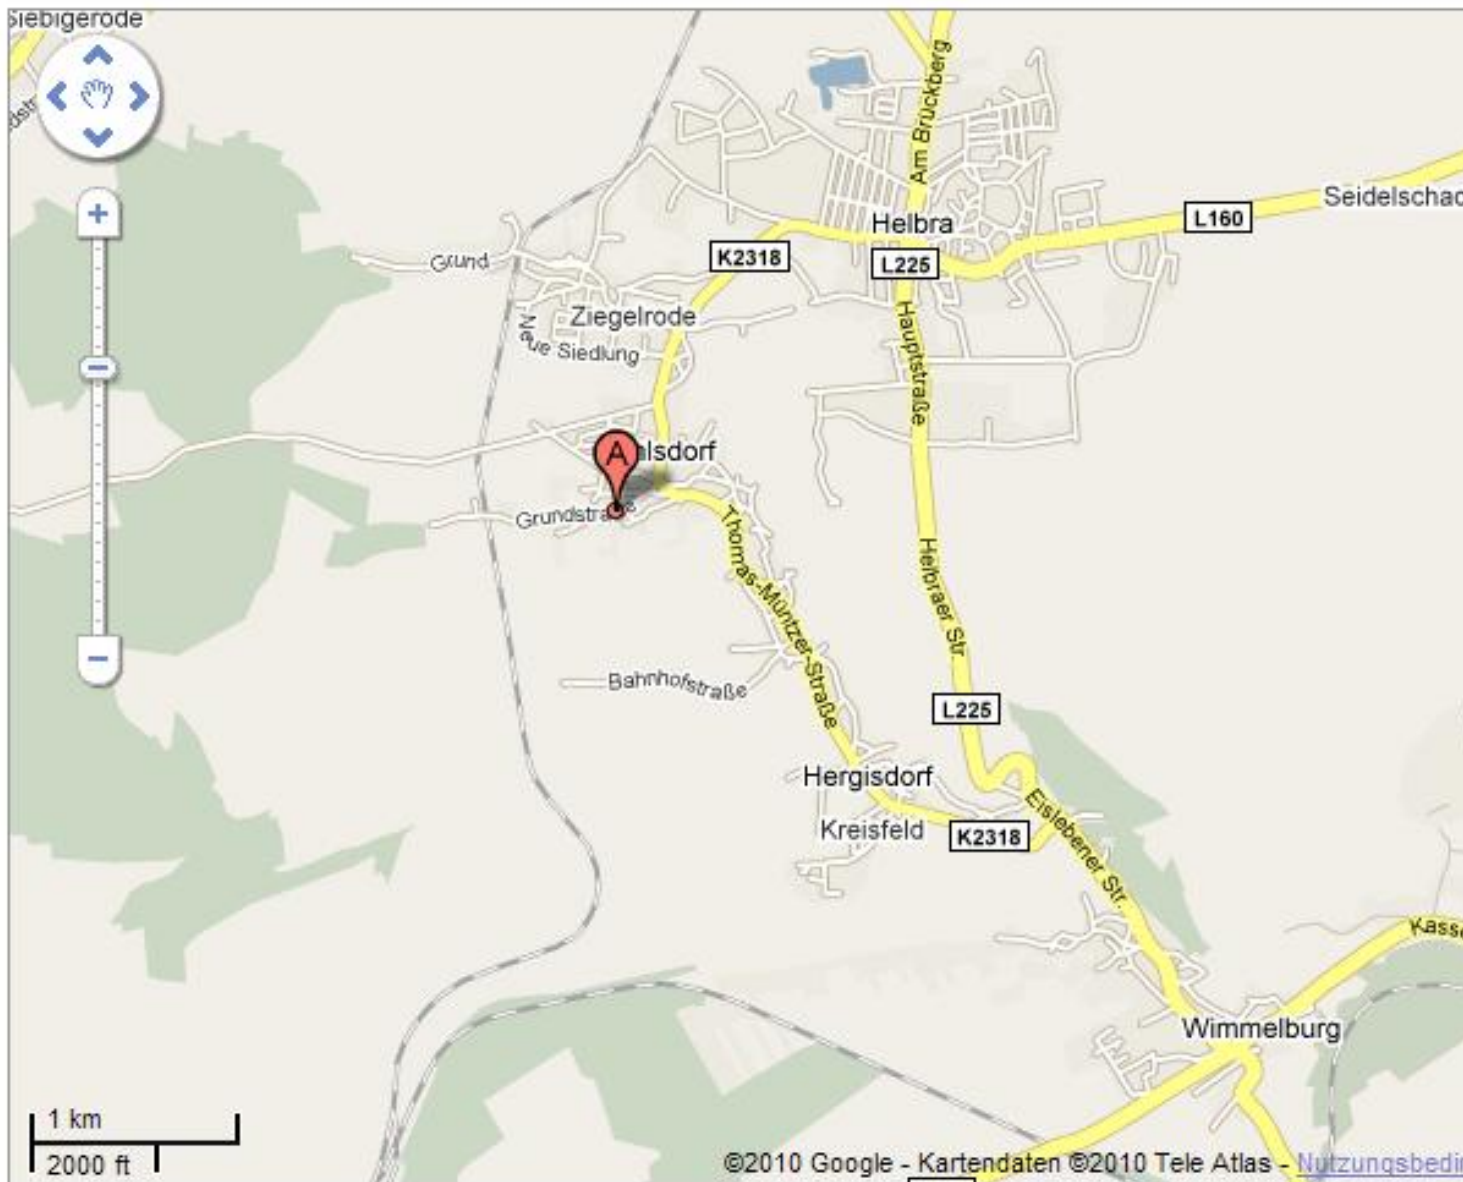 Siebigerode
Am Bruckberg
Seidelschac
L160
Helbra
K2318
L225
Grund
Ziegelrode
Neue Siedlung
Hauptstraße
A
lsdorf
Grundstraße
Thomas-Müntzer-Straße
Helbraer Str.
Bahnhofstraße
L225
Hergisdorf
Eislebener Str.
Kreisfeld
K2318
Kasse
Wimmelburg
1 km
2000 ft
©2010 Google - Kartendaten ©2010 Tele Atlas - Nutzungsbedi